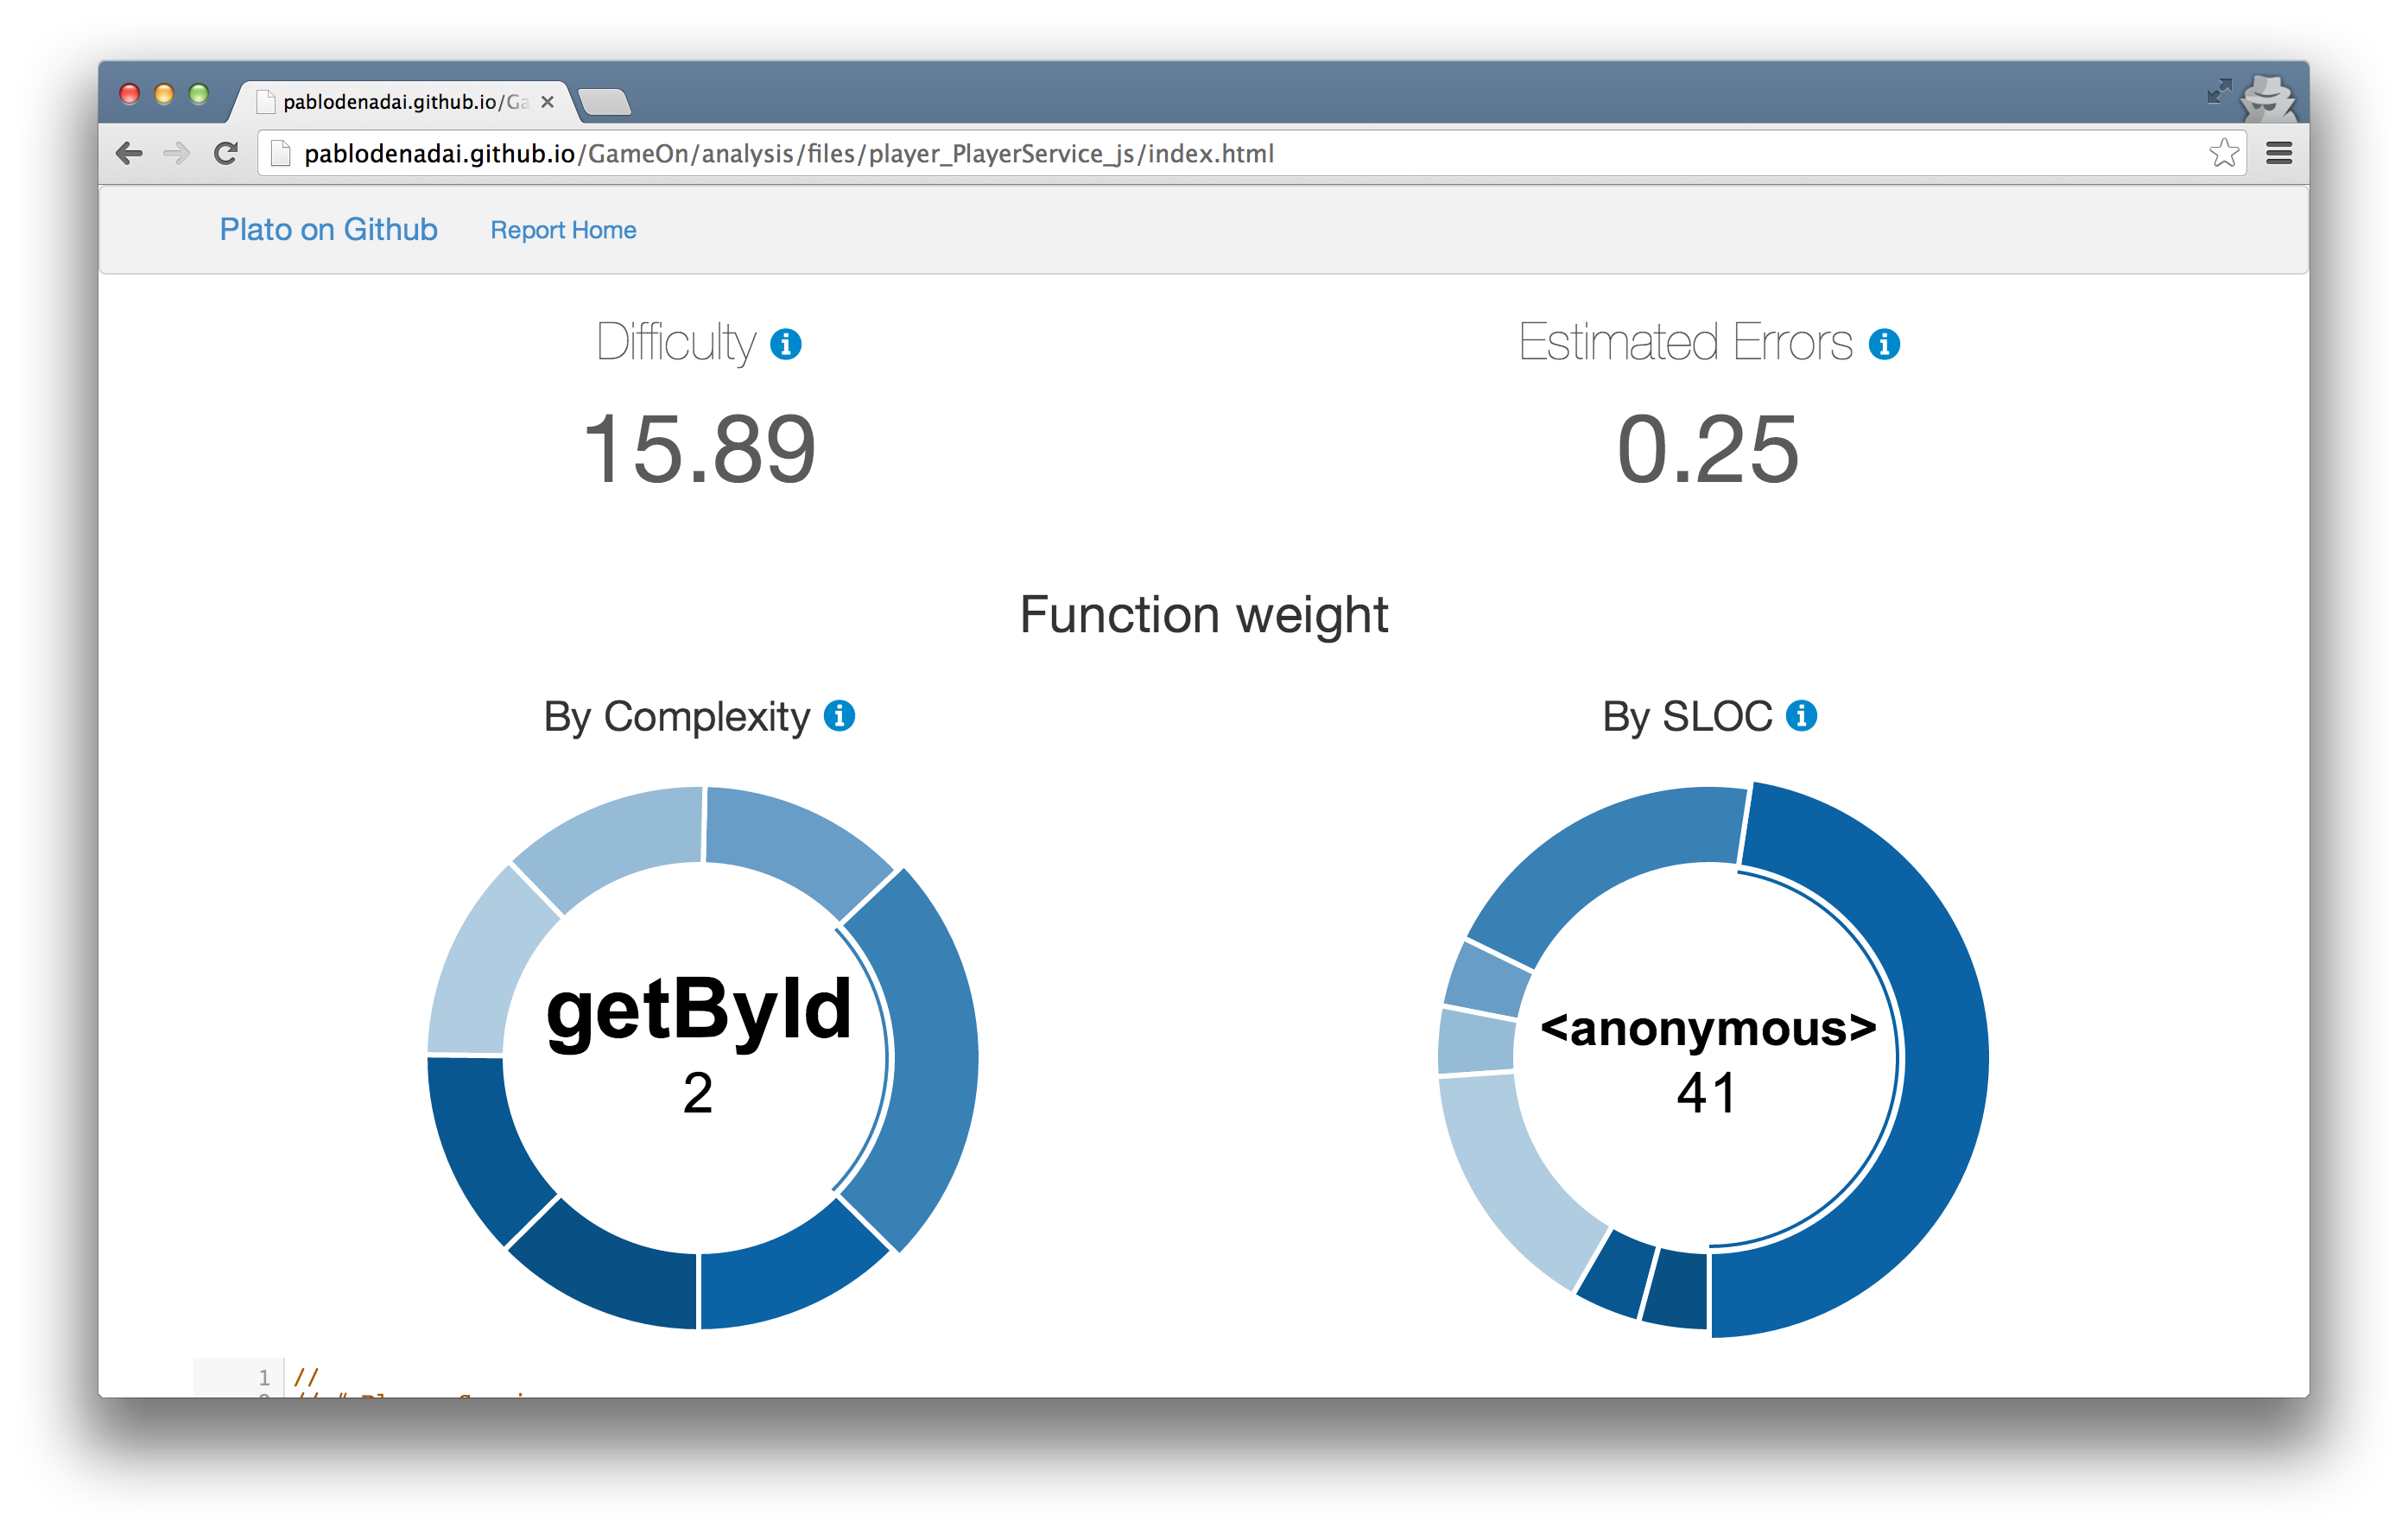 pablodenadai.github.io/Ga
pablodenadai.github.io/GameOn/analysis/files/player_PlayerService_js/index.html
Plato on Github Report Home
Difficulty
15.89
Estimated Errors
0.25
Function weight
By Complexity
getById
2
By SLOC
<anonymous>
41
1 //